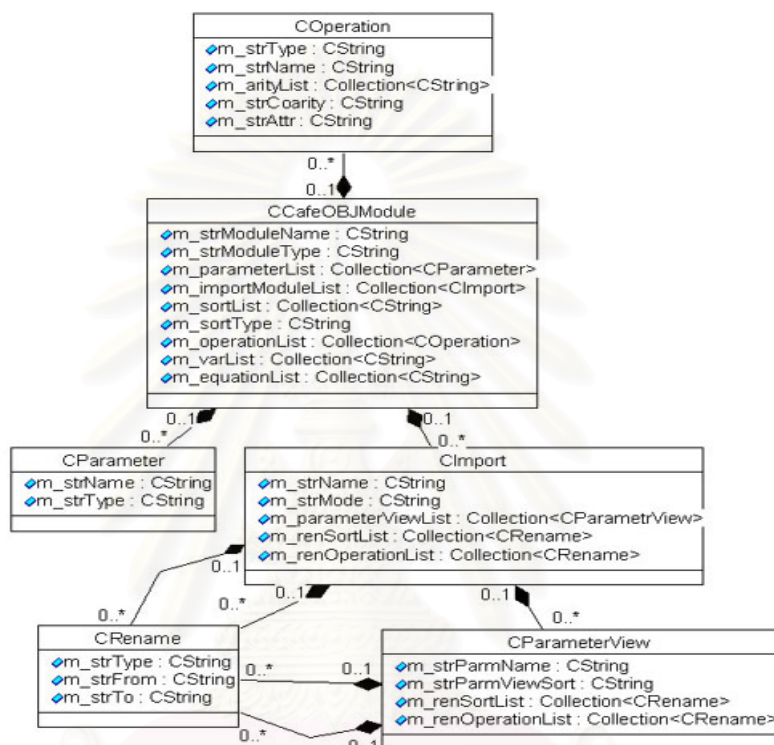 COperation
m_strType : CString
m_strName : CString
m_arityList : Collection<CString>
m_strCoarity : CString
m_strAttr : CString
0..*
0..1
CCafeOBJModule
m_strModuleName : CString
m_strModuleType : CString
m_parameterList : Collection<CParameter>
m_importModuleList : Collection<CImport>
m_sortList : Collection<CString>
m_sortType : CString
m_operationList : Collection<COperation>
m_varList : Collection<CString>
m_equationList : Collection<CString>
0..1
0..1
0..*
0..*
CParameter
m_strName : CString
m_strType : CString
CImport
m_strName : CString
m_strMode : CString
m_parameterViewList : Collection<CParametrView>
m_renSortList : Collection<CRename>
m_renOperationList : Collection<CRename>
0..1
0..1
0..1
0..*
0..*
0..*
CRename
m_strType : CString
m_strFrom : CString
m_strTo : CString
0..*
0..1
0..*
0..1
CParameterView
m_strParmName : CString
m_strParmViewSort : CString
m_renSortList : Collection<CRename>
m_renOperationList : Collection<CRename>